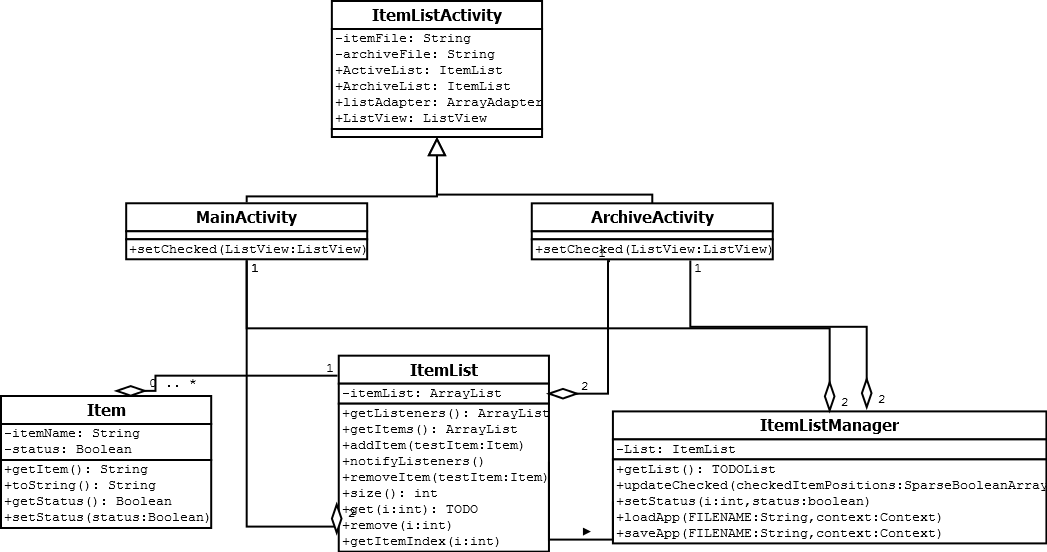 ItemListActivity
-itemFile: String
-archiveFile: String
+ActiveList: ItemList
+ArchiveList: ItemList
+listAdapter: ArrayAdapter
+ListView: ListView
MainActivity
+setChecked(ListView:ListView)
1
ArchiveActivity
+setChecked(ListView:ListView)
1
1
0 .. *
1
Item
-itemName: String
-status: Boolean
+getItem(): String
+toString(): String
+getStatus(): Boolean
+setStatus(status:Boolean)
ItemList
-itemList: ArrayList
+getListeners(): ArrayList
+getItems(): ArrayList
+addItem(testItem:Item)
+notifyListeners()
+removeItem(testItem:Item)
+size(): int
+get(i:int): TODO
+remove(i:int)
+getItemIndex(i:int)
2
2
2
2
ItemListManager
-List: ItemList
+getList(): TODOList
+updateChecked(checkedItemPositions:SparseBooleanArray
+setStatus(i:int,status:boolean)
+loadApp(FILENAME:String,context:Context)
+saveApp(FILENAME:String,context:Context)